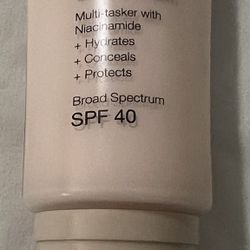 Multi-tasker with
Niacinamide
+ Hydrates
+ Conceals
+ Protects
Broad Spectrum
SPF 40